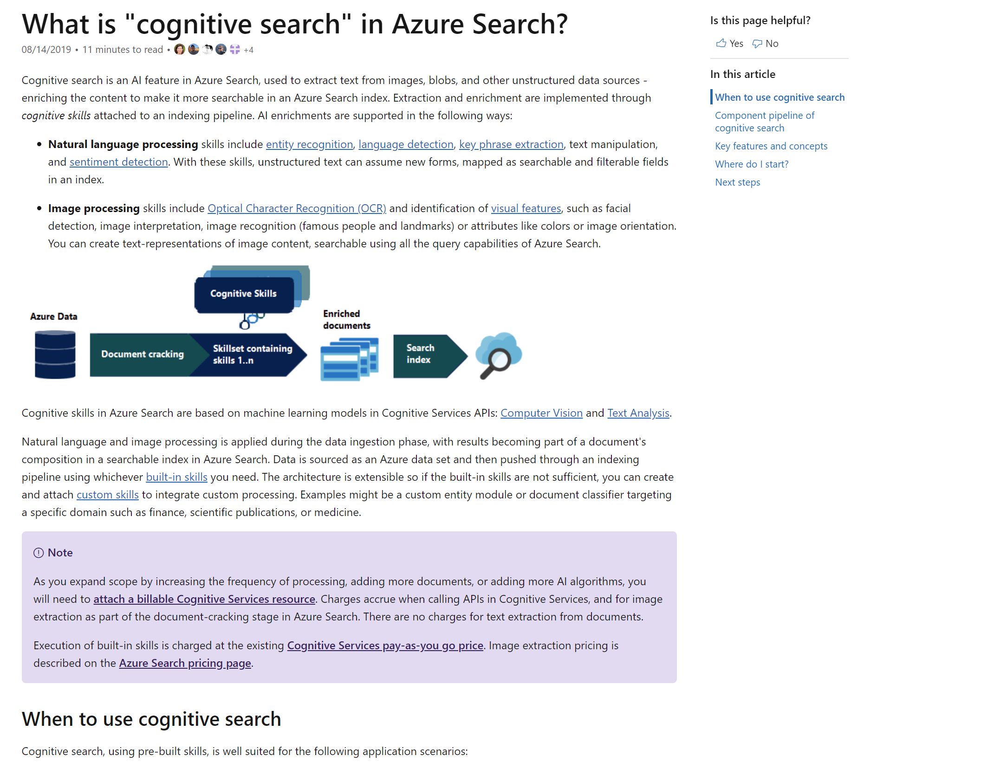 What is "cognitive search" in Azure Search?
08/14/2019 • 11 minutes to read • +4
Cognitive search is an AI feature in Azure Search, used to extract text from images, blobs, and other unstructured data sources -
enriching the content to make it more searchable in an Azure Search index. Extraction and enrichment are implemented through
cognitive skills attached to an indexing pipeline. AI enrichments are supported in the following ways:
• Natural language processing skills include entity recognition, language detection, key phrase extraction, text manipulation,
and sentiment detection. With these skills, unstructured text can assume new forms, mapped as searchable and filterable fields
in an index.
• Image processing skills include Optical Character Recognition (OCR) and identification of visual features, such as facial
detection, image interpretation, image recognition (famous people and landmarks) or attributes like colors or image orientation.
You can create text-representations of image content, searchable using all the query capabilities of Azure Search.
Cognitive Skills
Azure Data
Document cracking
Skillset containing
skills 1..n
Enriched
documents
Search
index
Cognitive skills in Azure Search are based on machine learning models in Cognitive Services APIs: Computer Vision and Text Analysis.
Natural language and image processing is applied during the data ingestion phase, with results becoming part of a document's
composition in a searchable index in Azure Search. Data is sourced as an Azure data set and then pushed through an indexing
pipeline using whichever built-in skills you need. The architecture is extensible so if the built-in skills are not sufficient, you can create
and attach custom skills to integrate custom processing. Examples might be a custom entity module or document classifier targeting
a specific domain such as finance, scientific publications, or medicine.
Note
As you expand scope by increasing the frequency of processing, adding more documents, or adding more AI algorithms, you
will need to attach a billable Cognitive Services resource. Charges accrue when calling APIs in Cognitive Services, and for image
extraction as part of the document-cracking stage in Azure Search. There are no charges for text extraction from documents.
Execution of built-in skills is charged at the existing Cognitive Services pay-as-you go price. Image extraction pricing is
described on the Azure Search pricing page.
When to use cognitive search
Cognitive search, using pre-built skills, is well suited for the following application scenarios:
Is this page helpful?
Yes No
In this article
When to use cognitive search
Component pipeline of
cognitive search
Key features and concepts
Where do I start?
Next steps